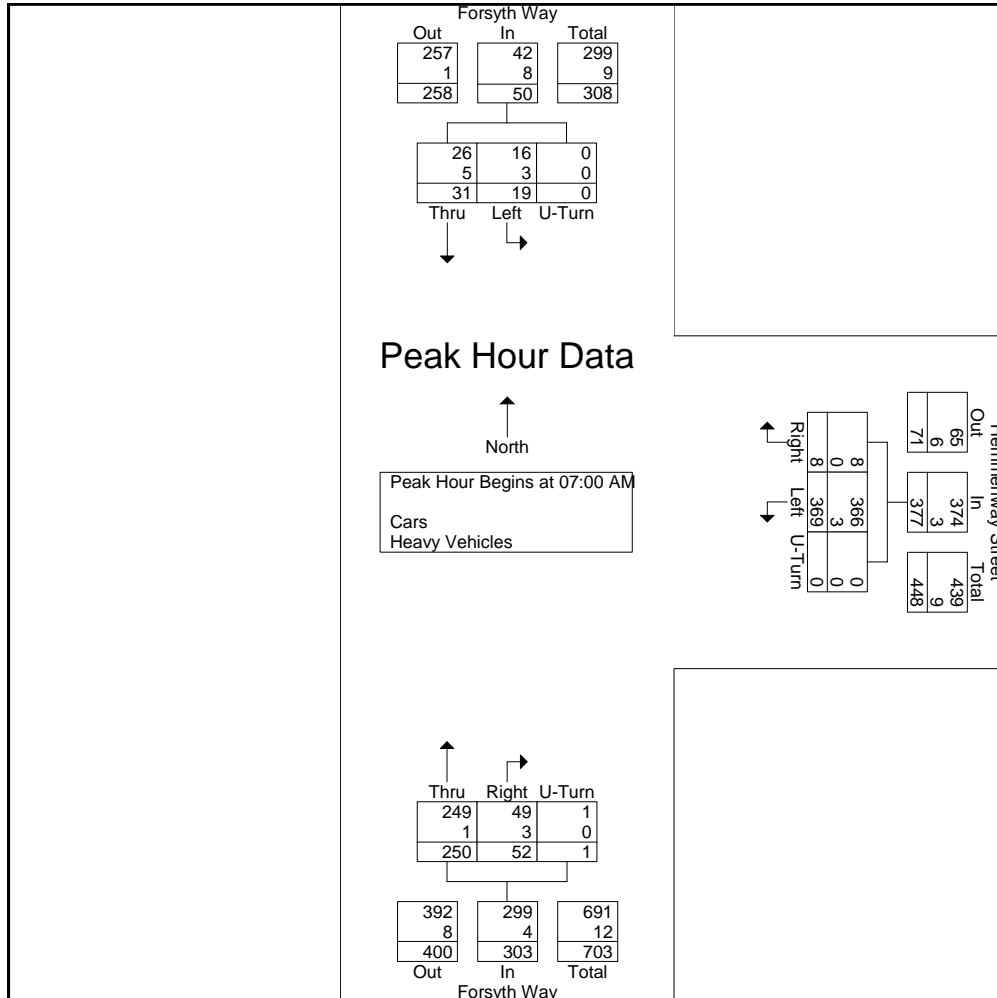 Forsyth Way
Out In Total
257 42 299
1 8 9
258 50 308
26 16 0
5 3 0
31 19 0
Thru Left U-Turn
Peak Hour Data
North
Peak Hour Begins at 07:00 AM
Cars
Heavy Vehicles
Street
Out In Total
65 374 439
6 3 9
71 377 448
8 366 0
0 3 0
8 369 0
Right Left U-Turn
Thru Right U-Turn
249 49 1
1 3 0
250 52 1
392 299 691
8 4 12
400 303 703
Out In Total
Forsyth Way